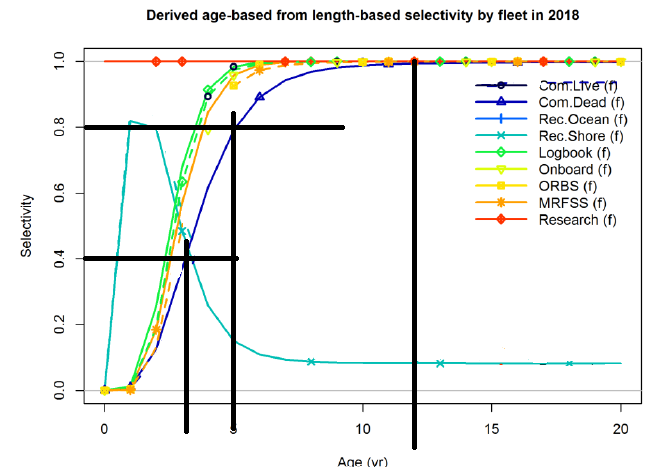 Derived age-based from length-based selectivity by fleet in 2018
1.0
0.8
0.6
0.4
0.2
0.0
Selectivity
Com.Live (f)
Com.Dead (f)
Rec.Ocean (f)
Rec.Shore (f)
Logbook (f)
Onboard (f)
ORBS (f)
MRFSS (f)
Research (f)
0
5
10
15
20
Age (yr)